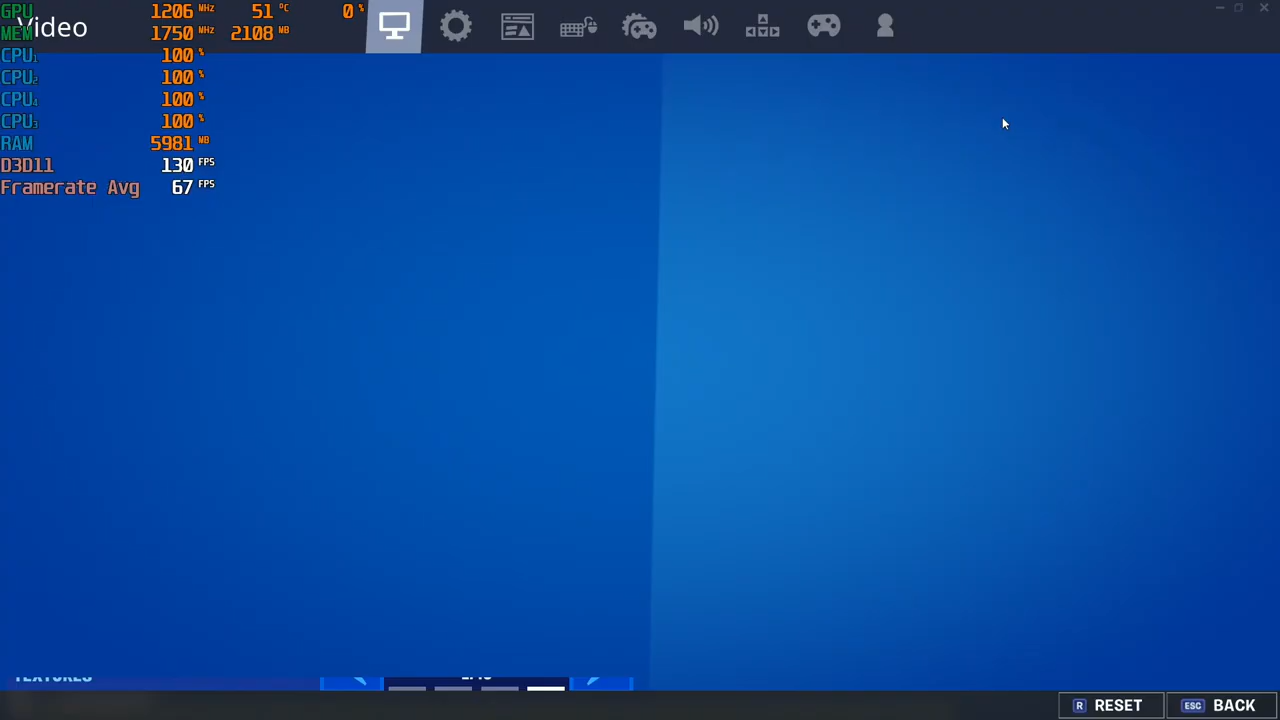 GPU 1206 MHz 51 °C 0 %
Video
MEM 1750 MHz 2108 MB
CPU1 100 %
CPU2 100 %
CPU4 100 %
CPU3 100 %
RAM 5981 MB
D3D11 130 FPS
Framerate Avg 67 FPS
TEXTURES
R RESET ESC BACK